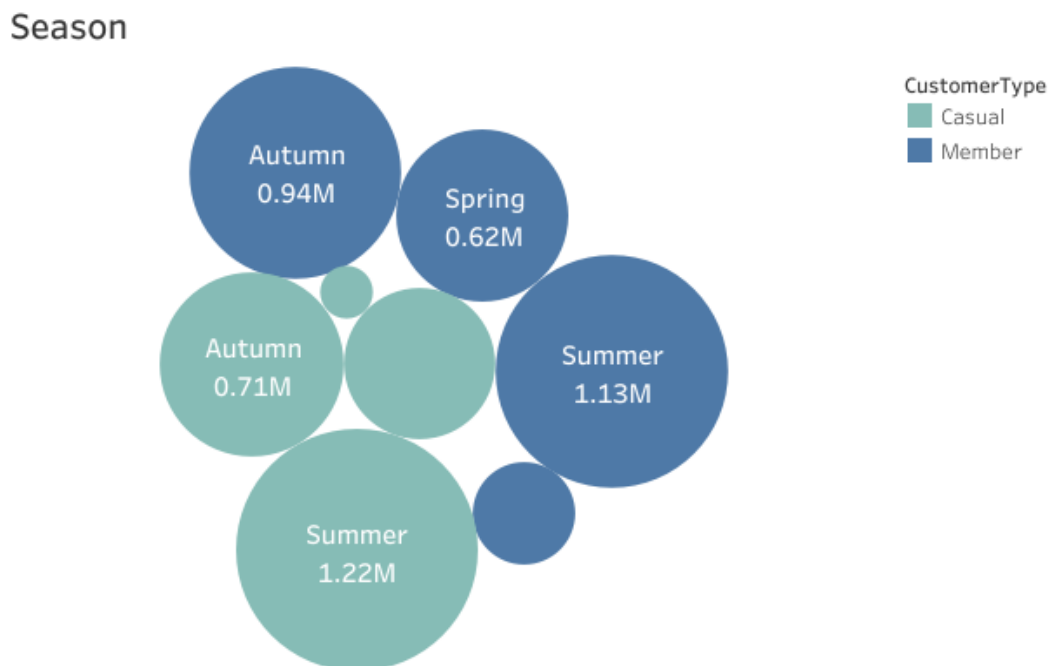 Season
CustomerType
Casual
Member
Autumn
0.94M
Spring
0.62M
Autumn
0.71M
Summer
1.13M
Summer
1.22M